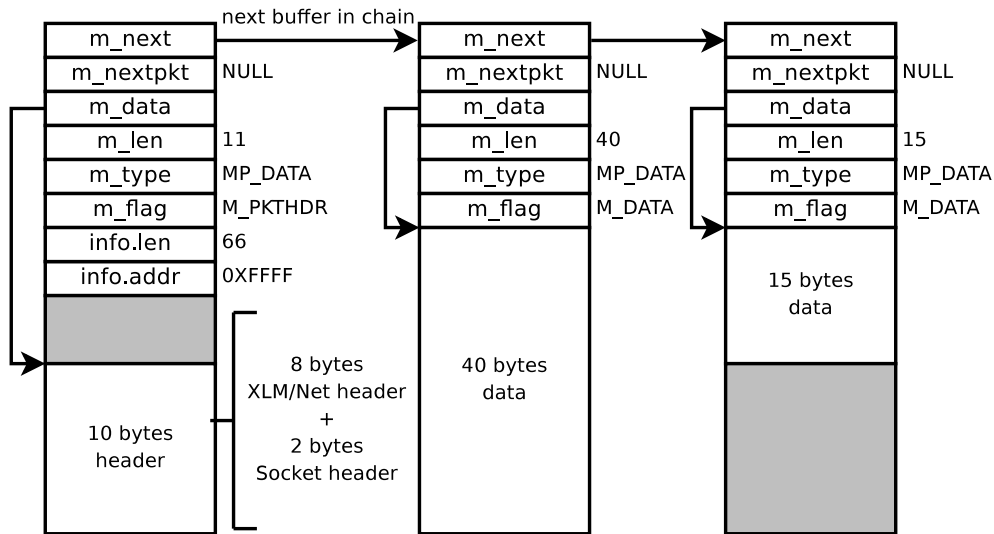 next buffer in chain
m_next
m_nextpkt NULL
m_data
m_len 11
m_type MP_DATA
m_flag M_PKTHDR
info.len 66
info.addr 0XFFFF
10 bytes
header
8 bytes
XLM/Net header
+
2 bytes
Socket header
m_next
m_nextpkt NULL
m_data
m_len 40
m_type MP_DATA
m_flag M_DATA
40 bytes
data
m_next
m_nextpkt NULL
m_data
m_len 15
m_type MP_DATA
m_flag M_DATA
15 bytes
data